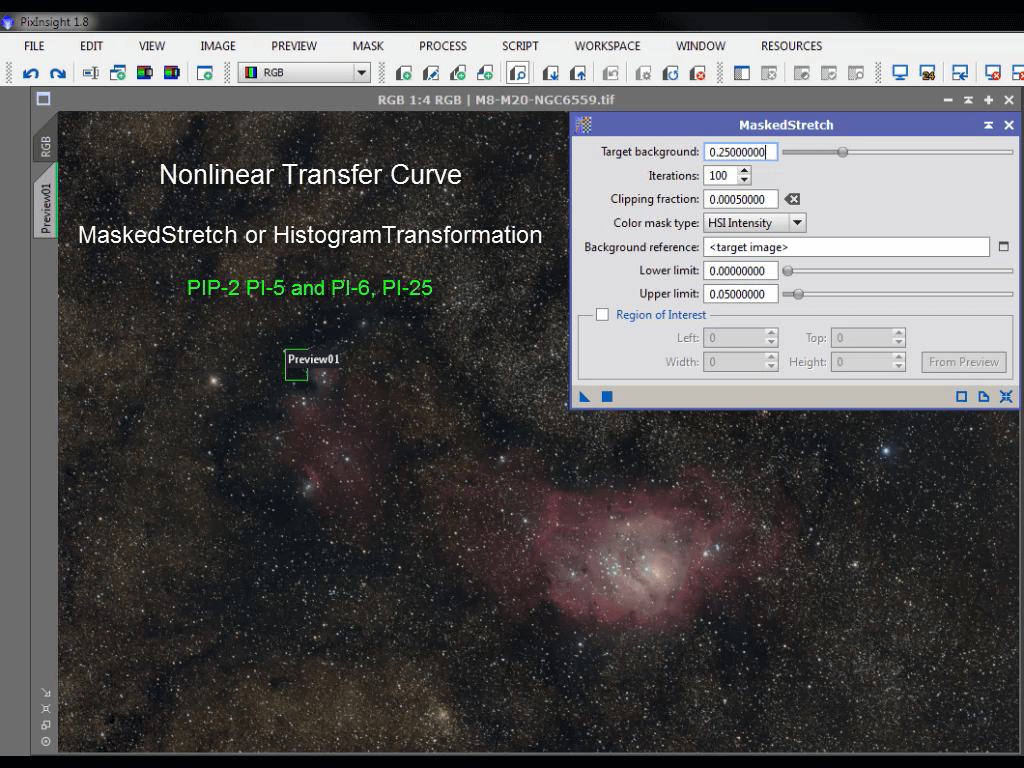 PixInsight 1.8
FILE EDIT VIEW IMAGE PREVIEW MASK PROCESS SCRIPT WORKSPACE WINDOW RESOURCES
RGB
24
RGB 1:4 RGB | M8-M20-NGC6559.tif
RGB
Preview01
MaskedStretch
Target background: 0.25000000
Iterations: 100
Clipping fraction: 0.00050000
Color mask type: HSI Intensity
Background reference: <target image>
Lower limit: 0.00000000
Upper limit: 0.05000000
Region of Interest
Left: 0 Top: 0
Width: 0 Height: 0 From Preview
Nonlinear Transfer Curve
MaskedStretch or HistogramTransformation
PIP-2 PI-5 and PI-6, PI-25
Preview01